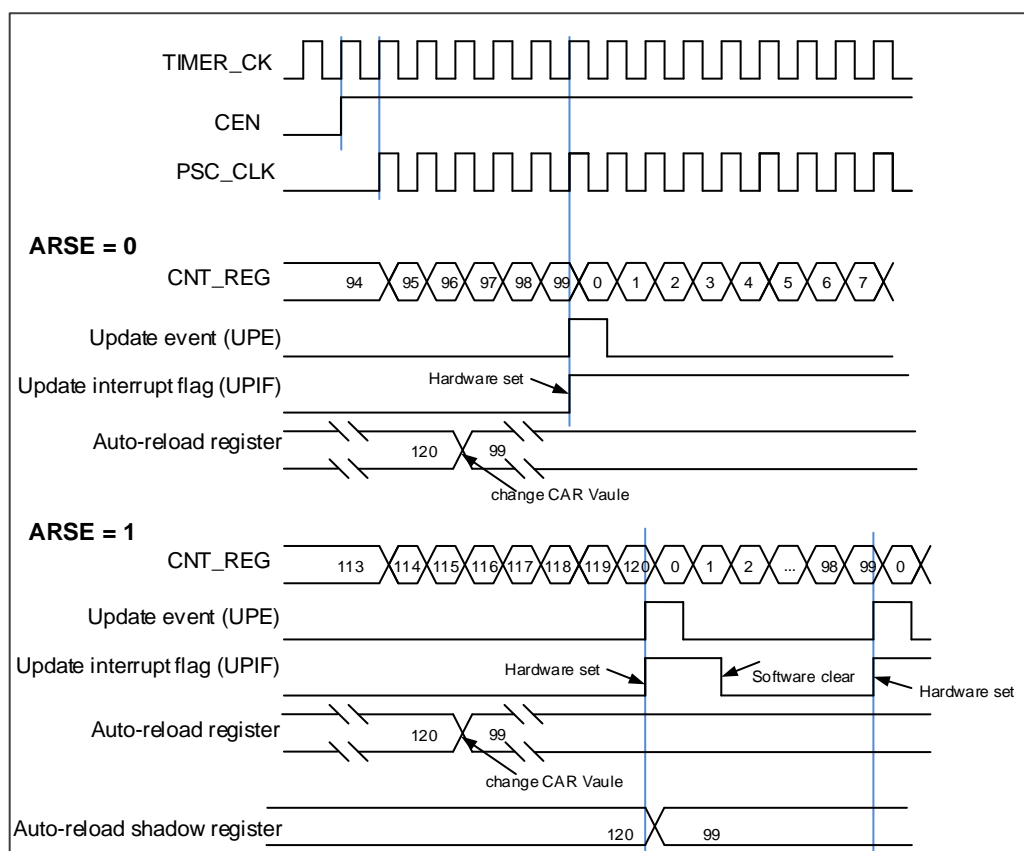 TIMER_CK
CEN
PSC_CLK
ARSE = 0
CNT_REG 94 95 96 97 98 99 0 1 2 3 4 5 6 7
Update event (UPE)
Update interrupt flag (UPIF) Hardware set
Auto-reload register 120 99
change CAR Vaule
ARSE = 1
CNT_REG 113 114 115 116 117 118 119 120 0 1 2 ... 98 99 0
Update event (UPE)
Update interrupt flag (UPIF) Hardware set Software clear Hardware set
Auto-reload register 120 99
change CAR Vaule
Auto-reload shadow register 120 99